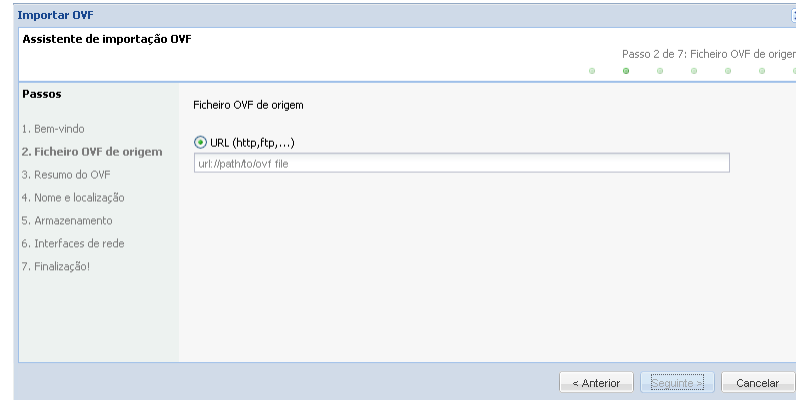 Importar OVF
Assistente de importação OVF
Passo 2 de 7: Ficheiro OVF de origem
Passos
1. Bem-vindo
2. Ficheiro OVF de origem
3. Resumo do OVF
4. Nome e localização
5. Armazenamento
6. Interfaces de rede
7. Finalização!
Ficheiro OVF de origem
URL (http,ftp,...)
url://path/to/ovf file
< Anterior
Seguinte >
Cancelar